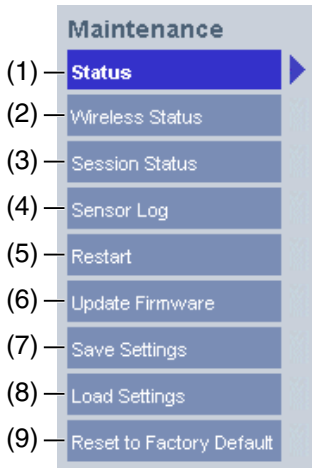 Maintenance
(1) Status
(2) Wireless Status
(3) Session Status
(4) Sensor Log
(5) Restart
(6) Update Firmware
(7) Save Settings
(8) Load Settings
(9) Reset to Factory Default